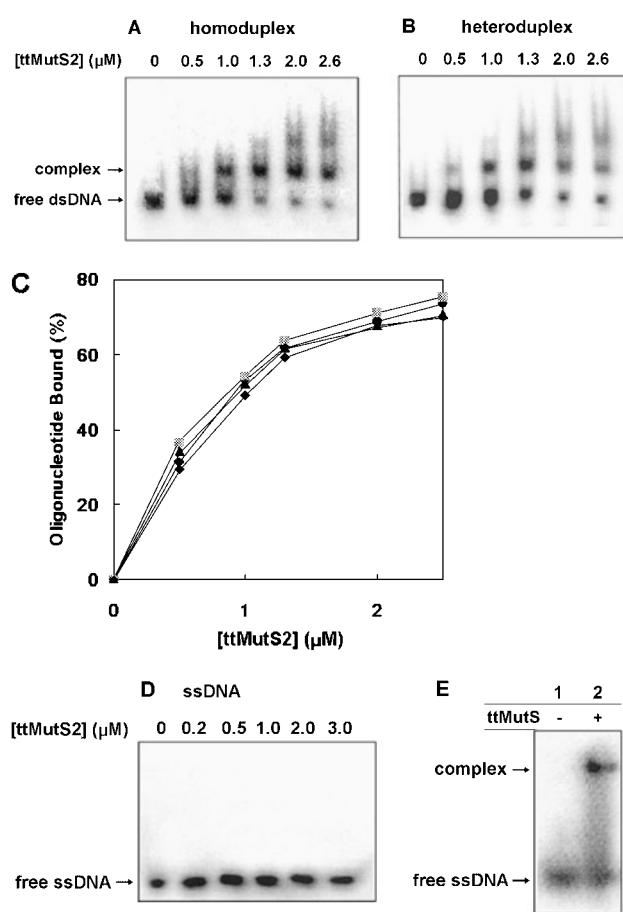 A homoduplex
[ttMutS2] (μM) 0 0.5 1.0 1.3 2.0 2.6
complex
free dsDNA
B heteroduplex
0 0.5 1.0 1.3 2.0 2.6
C
Oligonucleotide Bound (%)
80
60
40
20
0
0 1 2
[ttMutS2] (μM)
D ssDNA
[ttMutS2] (μM) 0 0.2 0.5 1.0 2.0 3.0
free ssDNA
E 1 2
ttMutS - +
complex
free ssDNA